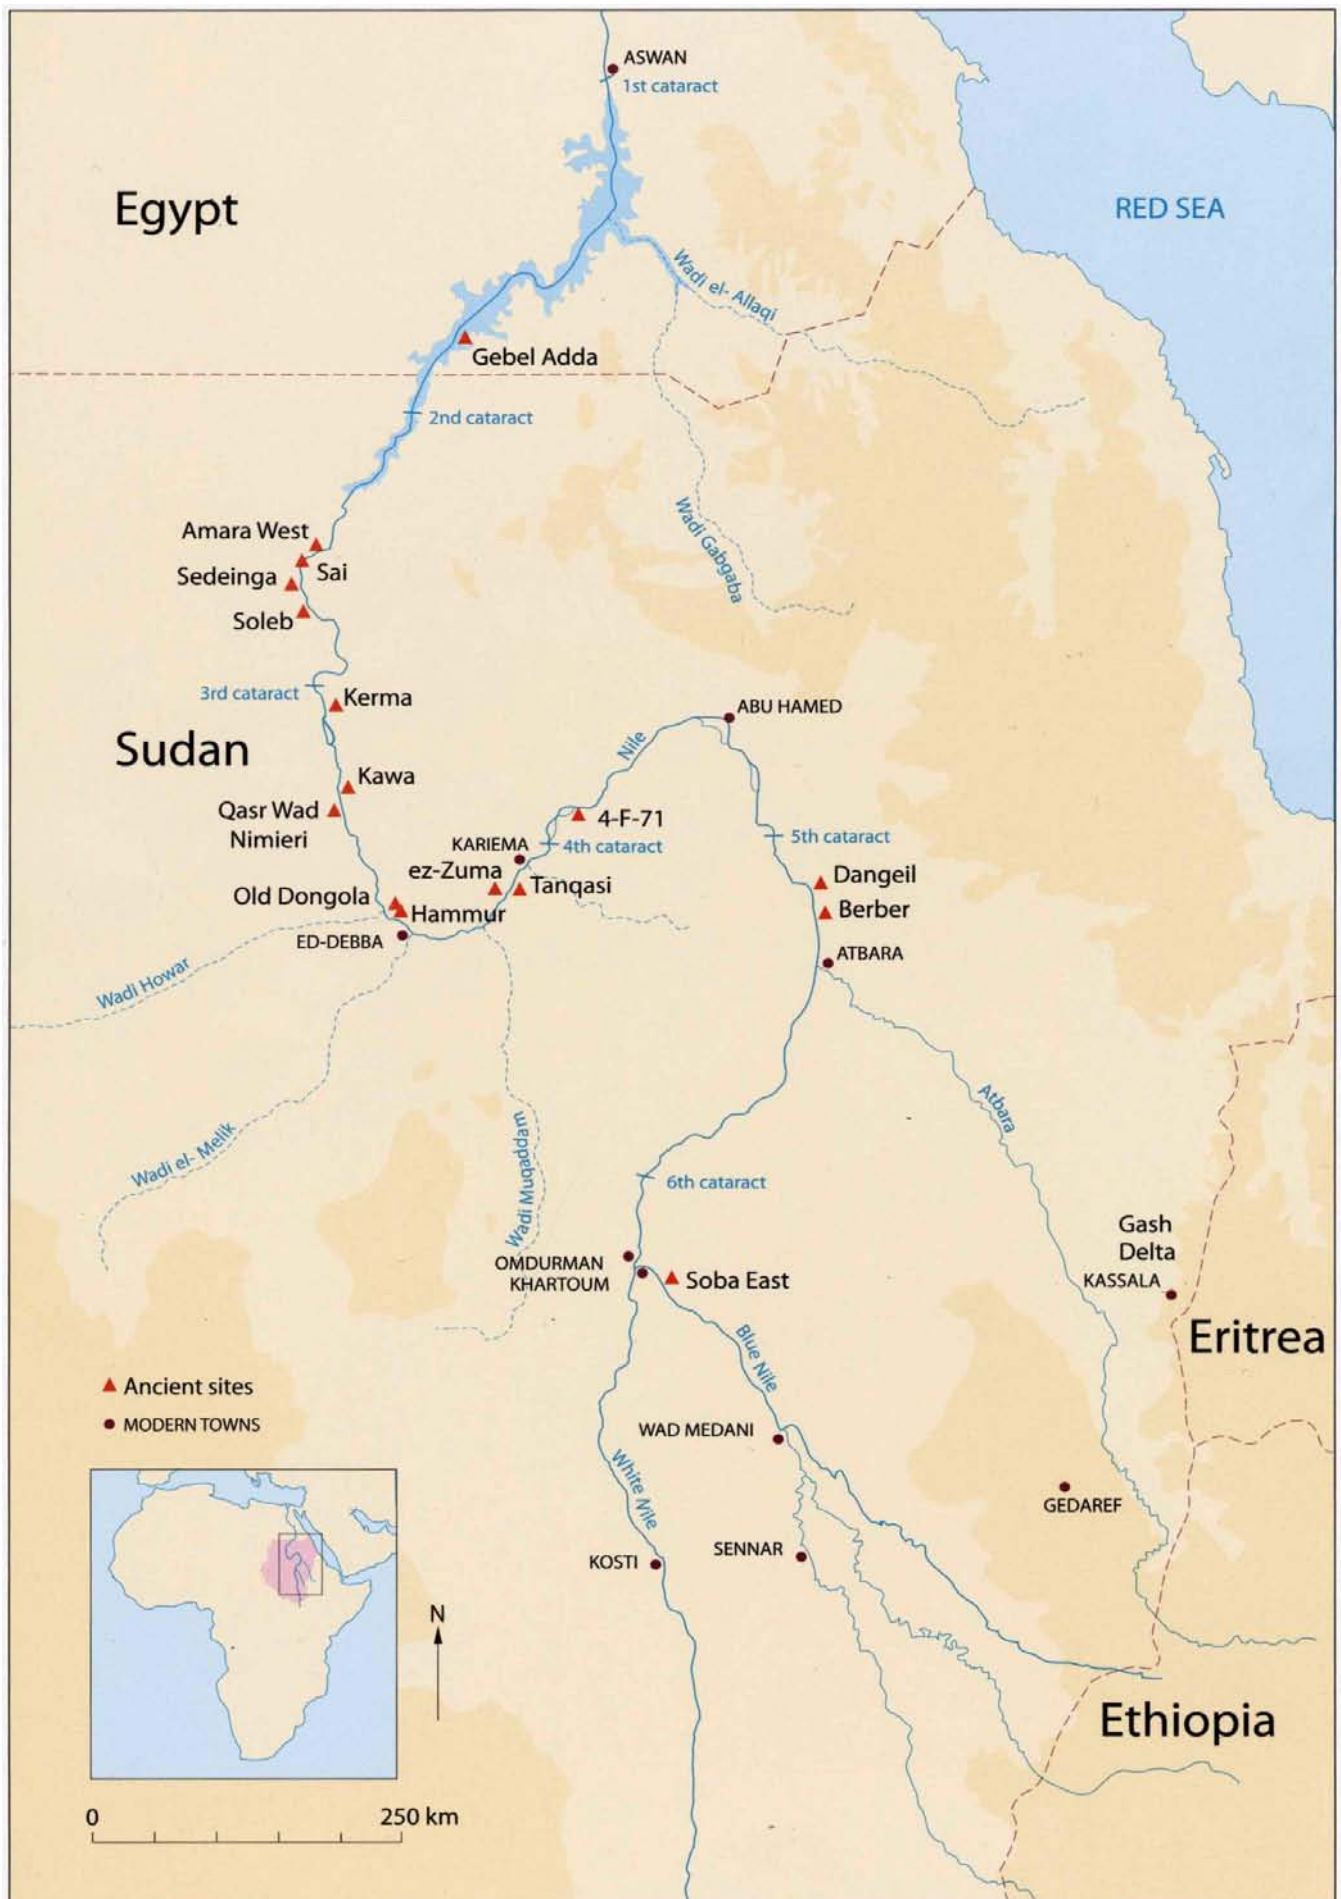 ASWAN
1st cataract
Egypt
RED SEA
Wadi el- Allaqi
Gebel Adda
2nd cataract
Wadi Gabgaba
Amara West
Sai
Sedeinga
Soleb
3rd cataract
Kerma
ABU HAMED
Nile
Sudan
Kawa
Qasr Wad
Nimieri
4-F-71
5th cataract
KARIEMA
4th cataract
ez-Zuma
Tanqasi
Dangeil
Old Dongola
Hammur
Berber
ED-DEBBA
ATBARA
Wadi Howar
Atbara
Wadi el- Melik
Wadi Muqaddam
6th cataract
Gash
Delta
KASSALA
OMDURMAN
KHARTOUM
Soba East
Eritrea
Blue Nile
Ancient sites
MODERN TOWNS
WAD MEDANI
White Nile
GEDAREF
SENNAR
KOSTI
N
Ethiopia
0
250 km